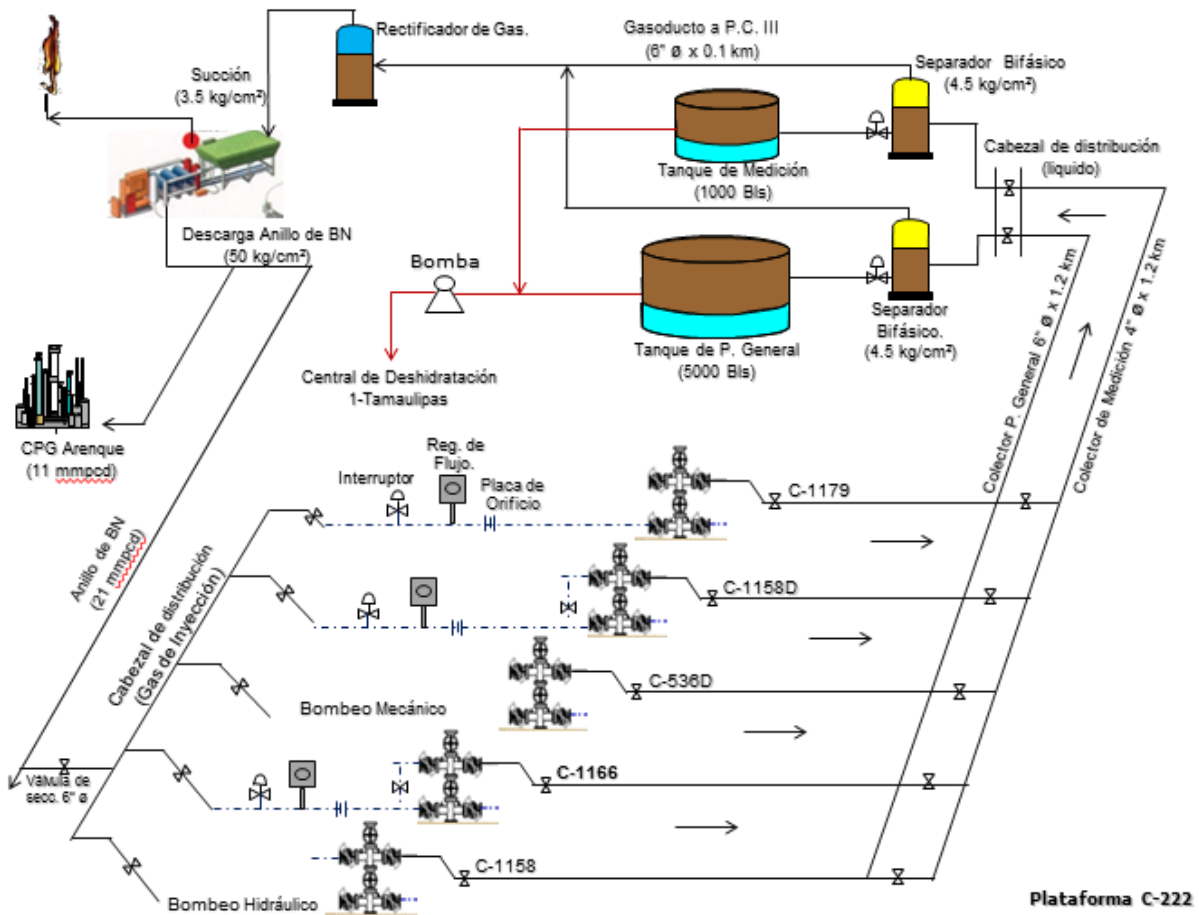 Rectificador de Gas.
Gasoducto a P.C. III
(6" ø x 0.1 km)
Separador Bifásico
(4.5 kg/cm²)
Succión
(3.5 kg/cm²)
Cabezal de distribución
(liquido)
Tanque de Medición
(1000 Bls)
Descarga Anillo de BN
(50 kg/cm²)
Bomba
Separador
Bifásico.
(4.5 kg/cm²)
Tanque de P. General
(5000 Bls)
Central de Deshidratación
1-Tamaulipas
Colector P. General 6" ø x 1.2 km
Colector de Medición 4" ø x 1.2 km
CPG Arenque
(11 mmpcd)
Interruptor
Reg. de
Flujo.
Placa de
Orificio
C-1179
Anillo de BN
(21 mmpcd)
Cabezal de distribución
(Gas de Inyección)
C-1158D
C-536D
Bombeo Mecánico
C-1166
Válvula de
secc. 6" ø
C-1158
Bombeo Hidráulico
Plataforma C-222